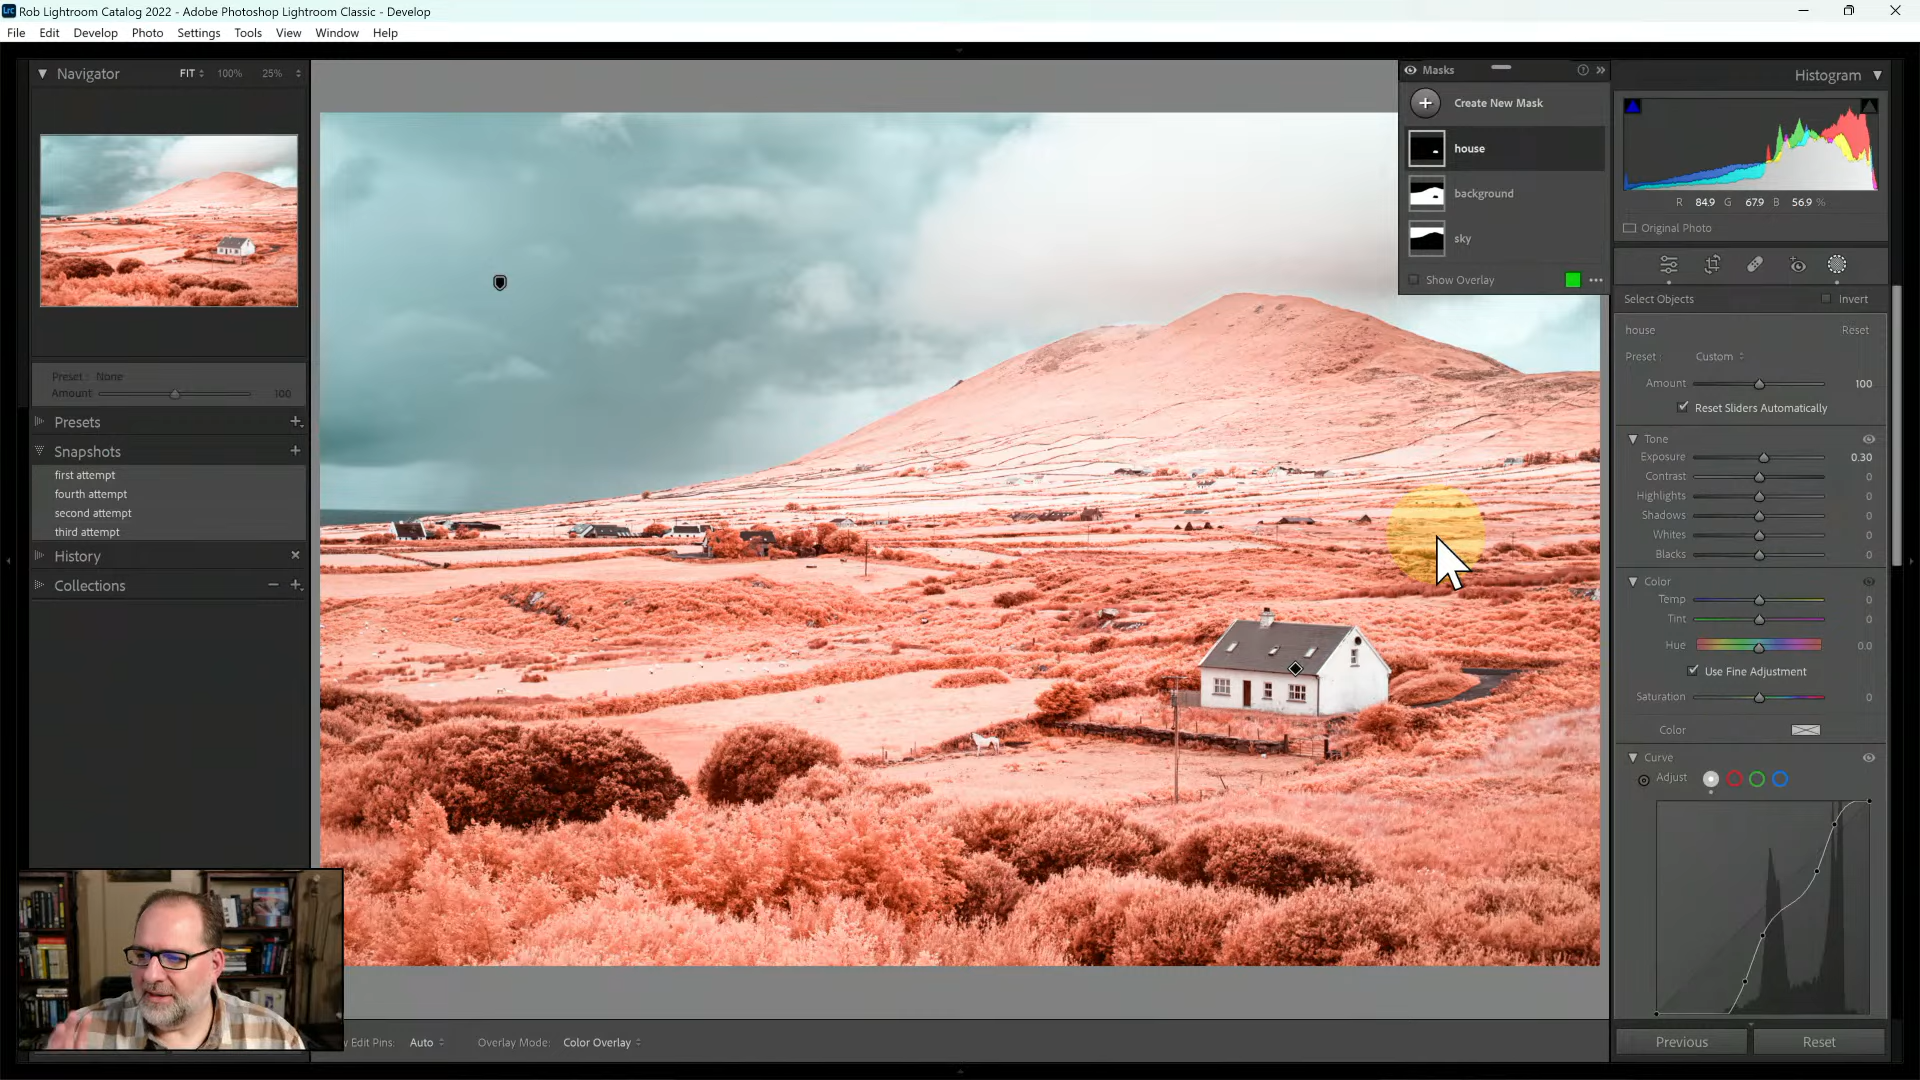 Rob Lightroom Catalog 2022 - Adobe Photoshop Lightroom Classic - Develop
File Edit Develop Photo Settings Tools View Window Help
Navigator FIT 100% 25%
Preset : None
Amount 100
Presets
Snapshots
first attempt
fourth attempt
second attempt
third attempt
History
Collections
Edit Pins: Auto Overlay Mode: Color Overlay
Masks
Create New Mask
house
background
sky
Show Overlay
Histogram
R 84.9 G 67.9 B 56.9 %
Original Photo
Select Objects Invert
house Reset
Preset : Custom
Amount 100
Reset Sliders Automatically
Tone
Exposure 0.30
Contrast 0
Highlights 0
Shadows 0
Whites 0
Blacks 0
Color
Temp 0
Tint 0
Hue 0.0
Use Fine Adjustment
Saturation 0
Color
Curve
Adjust
Previous Reset